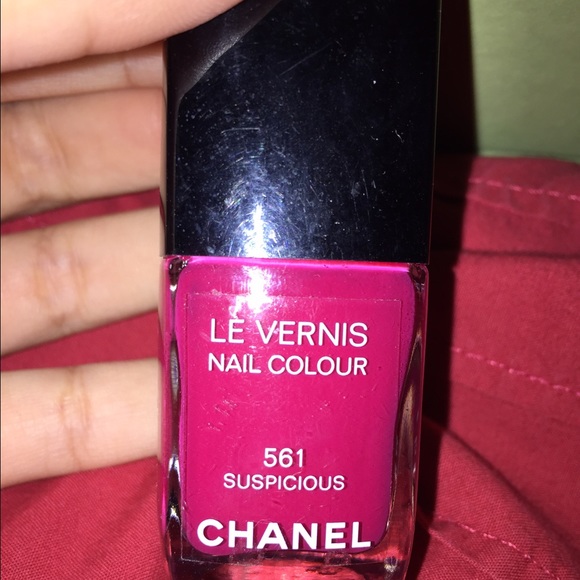 LE VERNIS
NAIL COLOUR
561
SUSPICIOUS
CHANEL